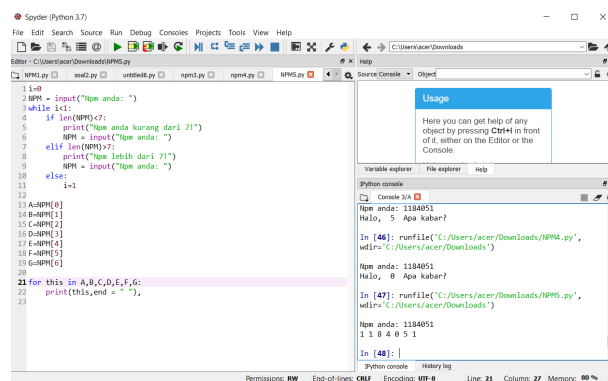 Spyder (Python 3.7)
File Edit Search Source Run Debug Consoles Projects Tools View Help
C:\Users\acer\Downloads
Editor - C:\Users\acer\Downloads\NPM5.py
NPM1.py soal2.py untitled6.py npm3.py npm4.py NPM5.py
1 i=0
2 NPM = input("Npm anda: ")
3 while i<1:
4     if len(NPM)<7:
5         print("Npm anda kurang dari 7!")
6         NPM = input("Npm anda: ")
7     elif len(NPM)>7:
8         print("Npm lebih dari 7!")
9         NPM = input("Npm anda: ")
10     else:
11         i=1
12
13 A=NPM[0]
14 B=NPM[1]
15 C=NPM[2]
16 D=NPM[3]
17 E=NPM[4]
18 F=NPM[5]
19 G=NPM[6]
20
21 for this in A,B,C,D,E,F,G:
22     print(this,end = " "),
23
Help
Source Console Object
Usage
Here you can get help of any
object by pressing Ctrl+I in front
of it, either on the Editor or the
Console.
Variable explorer File explorer Help
IPython console
Console 3/A
Npm anda: 1184051
Halo, 5 Apa kabar?
In [46]: runfile('C:/Users/acer/Downloads/NPM4.py',
wdir='C:/Users/acer/Downloads')
Npm anda: 1184051
Halo, 0 Apa kabar?
In [47]: runfile('C:/Users/acer/Downloads/NPM5.py',
wdir='C:/Users/acer/Downloads')
Npm anda: 1184051
1 1 8 4 0 5 1
In [48]:
IPython console History log
Permissions: RW End-of-lines: CRLF Encoding: UTF-8 Line: 21 Column: 27 Memory: 80 %